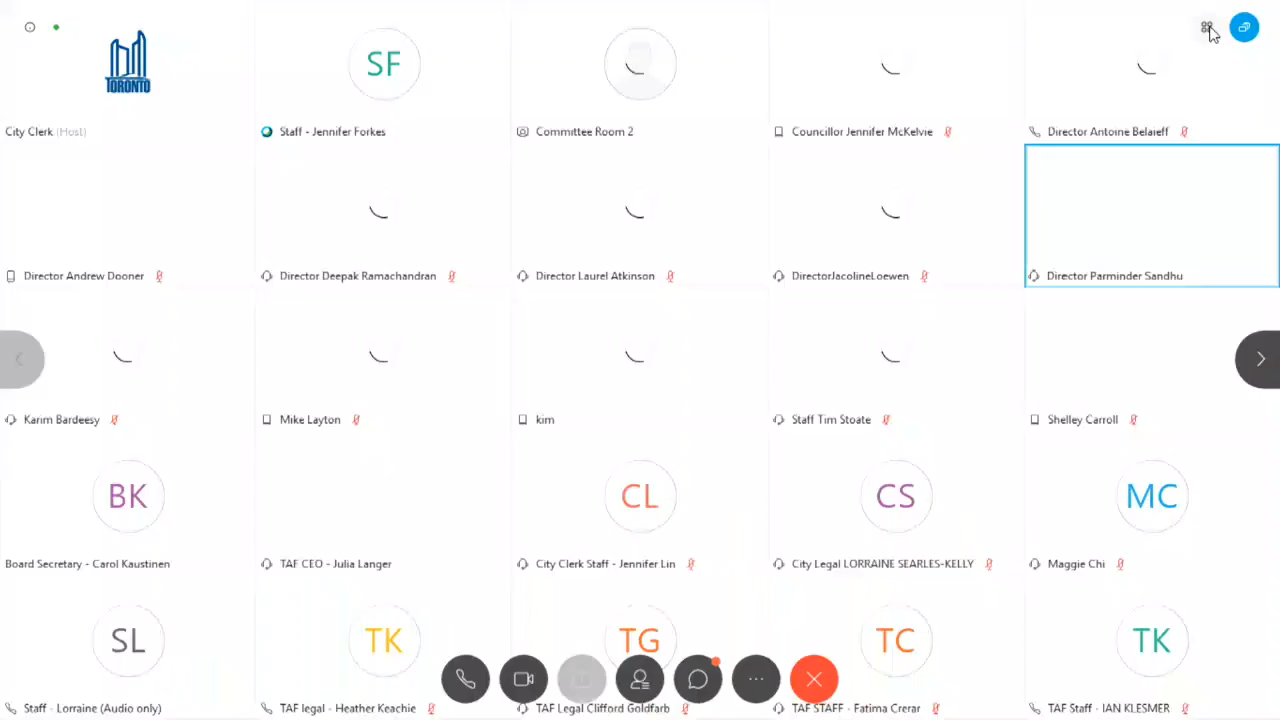 TORONTO
SF
City Clerk (Host)
Staff - Jennifer Forkes
Committee Room 2
Councillor Jennifer McKelvie
Director Antoine Belaieff
Director Andrew Dooner
Director Deepak Ramachandran
Director Laurel Atkinson
DirectorJacolineLoewen
Director Parminder Sandhu
Karim Bardeesy
Mike Layton
kim
Staff Tim Stoate
Shelley Carroll
BK
CL
CS
MC
Board Secretary - Carol Kaustinen
TAF CEO - Julia Langer
City Clerk Staff - Jennifer Lin
City Legal LORRAINE SEARLES-KELLY
Maggie Chi
SL
TK
TG
TC
TK
Staff - Lorraine (Audio only)
TAF legal - Heather Keachie
TAF Legal Clifford Goldfarb
TAF STAFF - Fatima Crerar
TAF Staff - IAN KLESMER